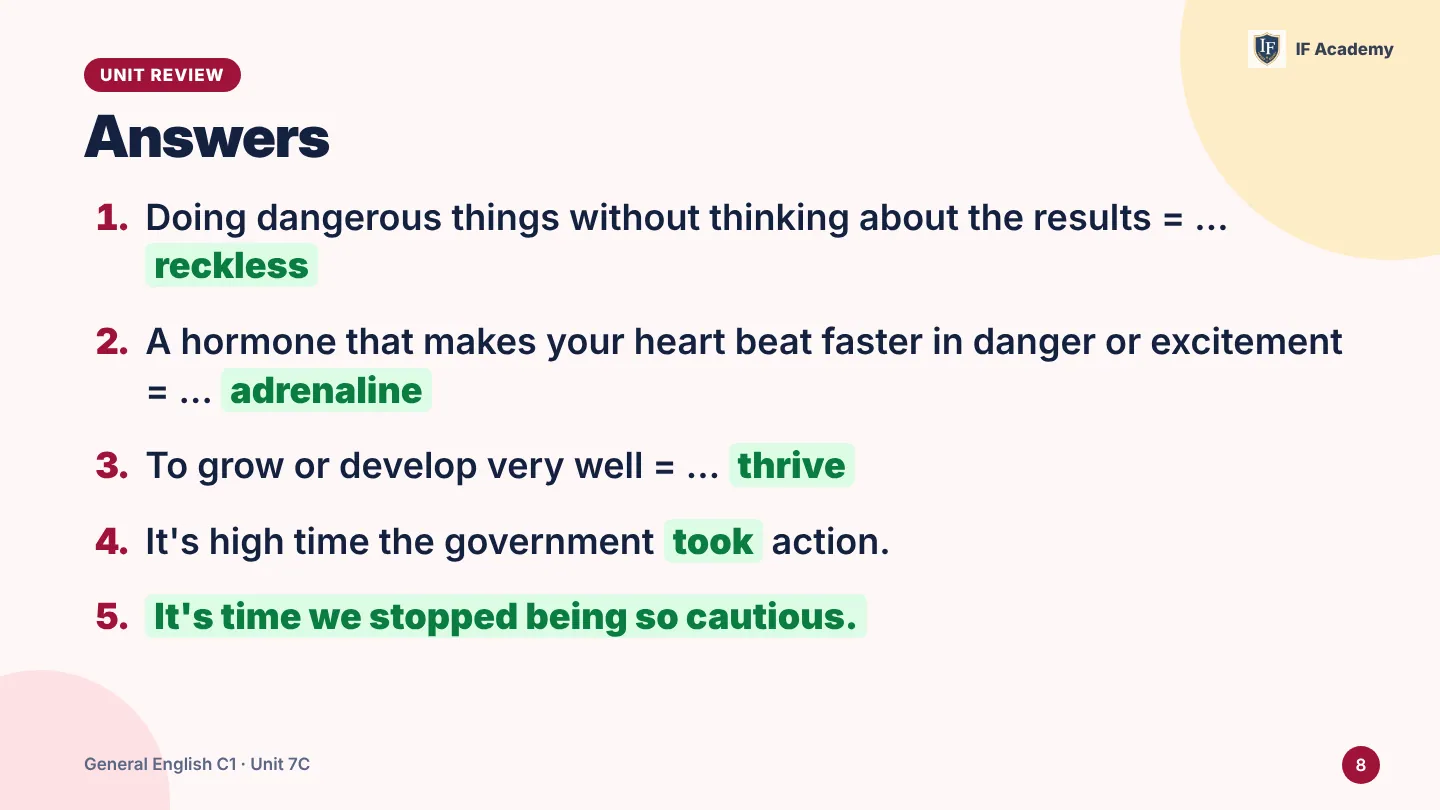 IF
IF Academy
UNIT REVIEW
Answers
1. Doing dangerous things without thinking about the results = ...
reckless
2. A hormone that makes your heart beat faster in danger or excitement
= ... adrenaline
3. To grow or develop very well = ... thrive
4. It's high time the government took action.
5. It's time we stopped being so cautious.
General English C1 · Unit 7C
8